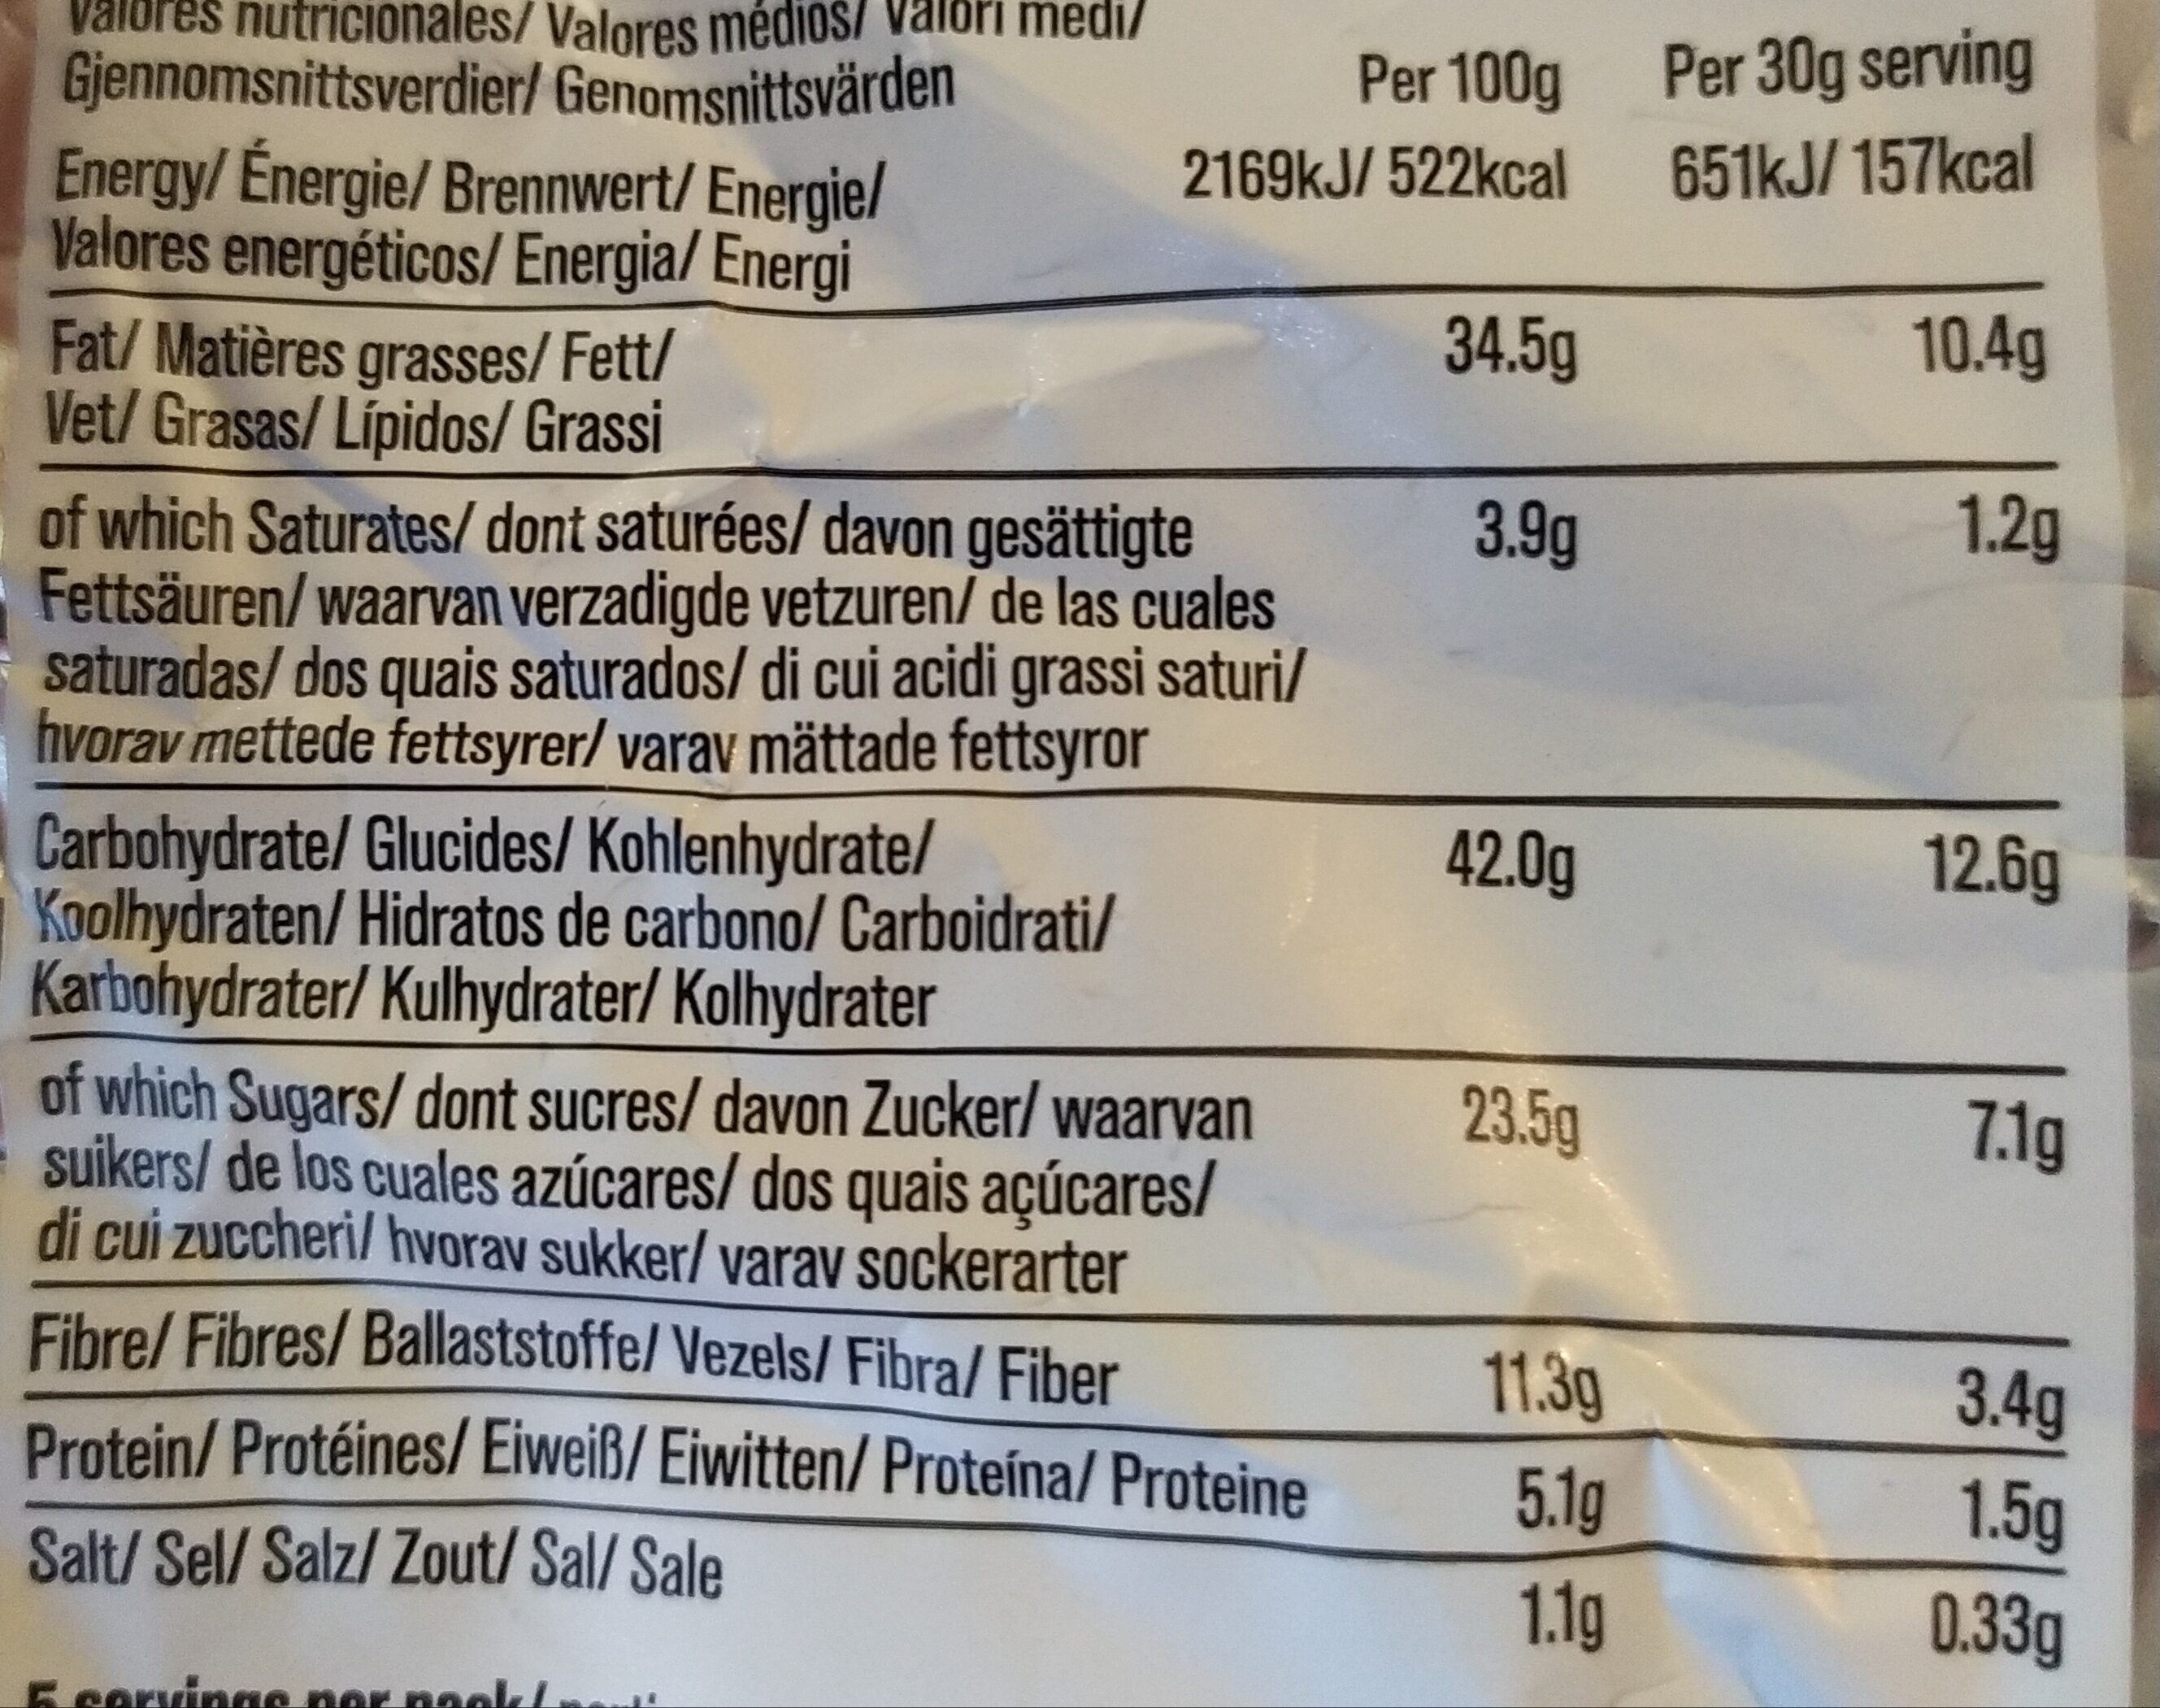 Valores nutricionales/ Valores médios/ Valori medi/
Gjennomsnittsverdier/ Genomsnittsvärden
Per 100g Per 30g serving
Energy/ Énergie/ Brennwert/ Energie/ 2169kJ/ 522kcal 651kJ/ 157kcal
Valores energéticos/ Energia/ Energi
Fat/ Matières grasses/ Fett/ 34.5g 10.4g
Vet/ Grasas/ Lípidos/ Grassi
of which Saturates/ dont saturées/ davon gesättigte 3.9g 1.2g
Fettsäuren/ waarvan verzadigde vetzuren/ de las cuales
saturadas/ dos quais saturados/ di cui acidi grassi saturi/
hvorav mettede fettsyrer/ varav mättade fettsyror
Carbohydrate/ Glucides/ Kohlenhydrate/ 42.0g 12.6g
Koolhydraten/ Hidratos de carbono/ Carboidrati/
Karbohydrater/ Kulhydrater/ Kolhydrater
of which Sugars/ dont sucres/ davon Zucker/ waarvan 23.5g 7.1g
suikers/ de los cuales azúcares/ dos quais açúcares/
di cui zuccheri/ hvorav sukker/ varav sockerarter
Fibre/ Fibres/ Ballaststoffe/ Vezels/ Fibra/ Fiber 11.3g 3.4g
Protein/ Protéines/ Eiweiß/ Eiwitten/ Proteína/ Proteine 5.1g 1.5g
Salt/ Sel/ Salz/ Zout/ Sal/ Sale 1.1g 0.33g
5 servings per pack/